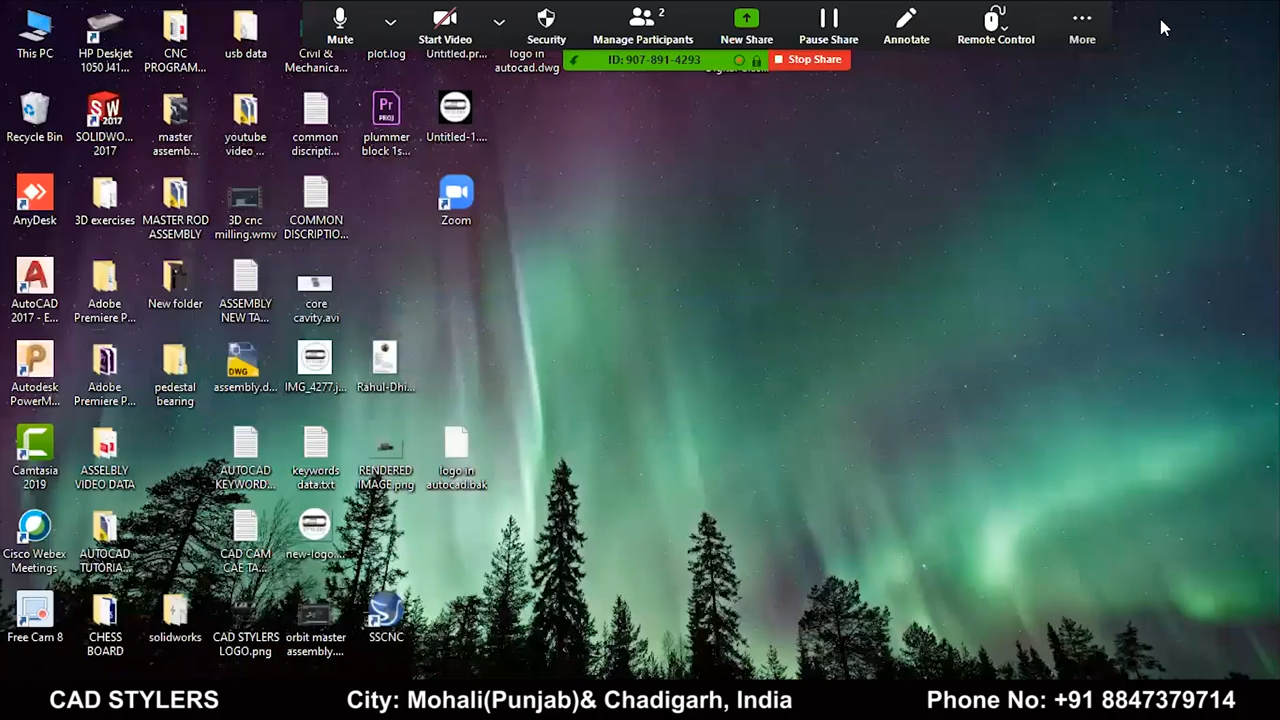 Mute
Start Video
Security
2
Manage Participants
New Share
Pause Share
Annotate
Remote Control
More
ID: 907-891-4293
Stop Share
This PC
HP Deskjet
1050 J41...
CNC
PROGRAM...
usb data
Civil &
Mechanica...
plot.log
Untitled.pr...
logo in
autocad.dwg
Recycle Bin
SOLIDWO...
2017
master
assemb...
youtube
video ...
common
discripti...
plummer
block 1s...
Untitled-1....
AnyDesk
3D exercises
MASTER ROD
ASSEMBLY
3D cnc
milling.wmv
COMMON
DISCRIPTIO...
Zoom
AutoCAD
2017 - E...
Adobe
Premiere P...
New folder
ASSEMBLY
NEW TA...
core
cavity.avi
Autodesk
PowerM...
Adobe
Premiere P...
pedestal
bearing
assembly.d...
IMG_4277.j...
Rahul-Dhi...
Camtasia
2019
ASSELBLY
VIDEO DATA
AUTOCAD
KEYWORD...
keywords
data.txt
RENDERED
IMAGE.png
logo in
autocad.bak
Cisco Webex
Meetings
AUTOCAD
TUTORIA...
CAD CAM
CAE TA...
new-logo....
Free Cam 8
CHESS
BOARD
solidworks
CAD STYLERS
LOGO.png
orbit master
assembly....
SSCNC
CAD STYLERS
City: Mohali(Punjab)& Chadigarh, India
Phone No: +91 8847379714